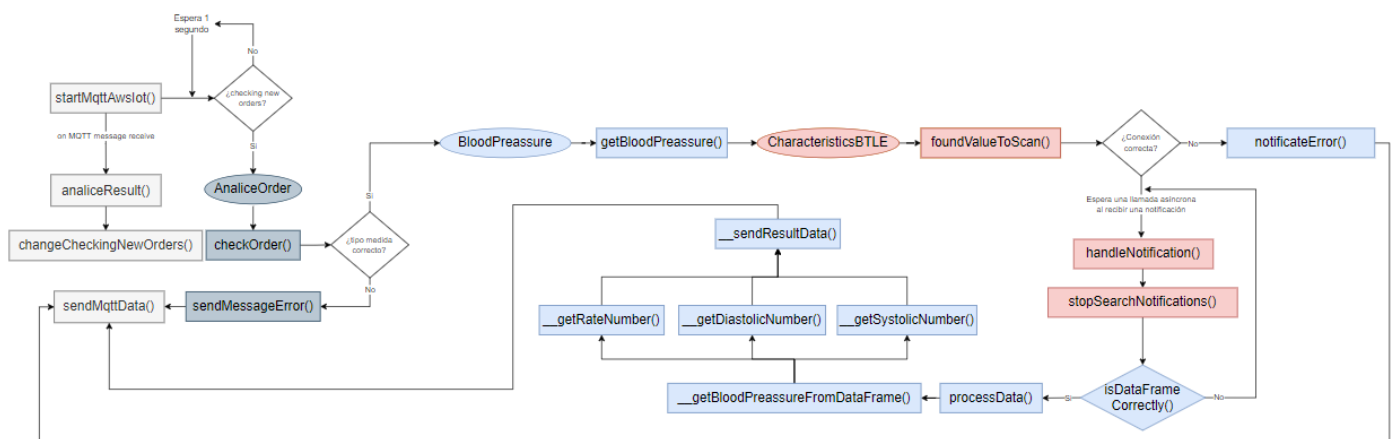 Espera 1
segundo
No
startMqttAwsIot()
¿checking new
orders?
on MQTT message receive
Si
analiceResult()
AnaliceOrder
changeCheckingNewOrders()
checkOrder()
¿tipo medida
correcto?
Si
No
sendMqttData()
sendMessageError()
BloodPreassure
getBloodPreassure()
CharacteristicsBTLE
foundValueToScan()
¿Conexión
correcta?
No
notificateError()
Espera una llamada asíncrona
al recibir una notificación
handleNotification()
stopSearchNotifications()
isDataFrame
Correctly()
No
Si
processData()
__getBloodPreassureFromDataFrame()
__getRateNumber()
__getDiastolicNumber()
__getSystolicNumber()
__sendResultData()